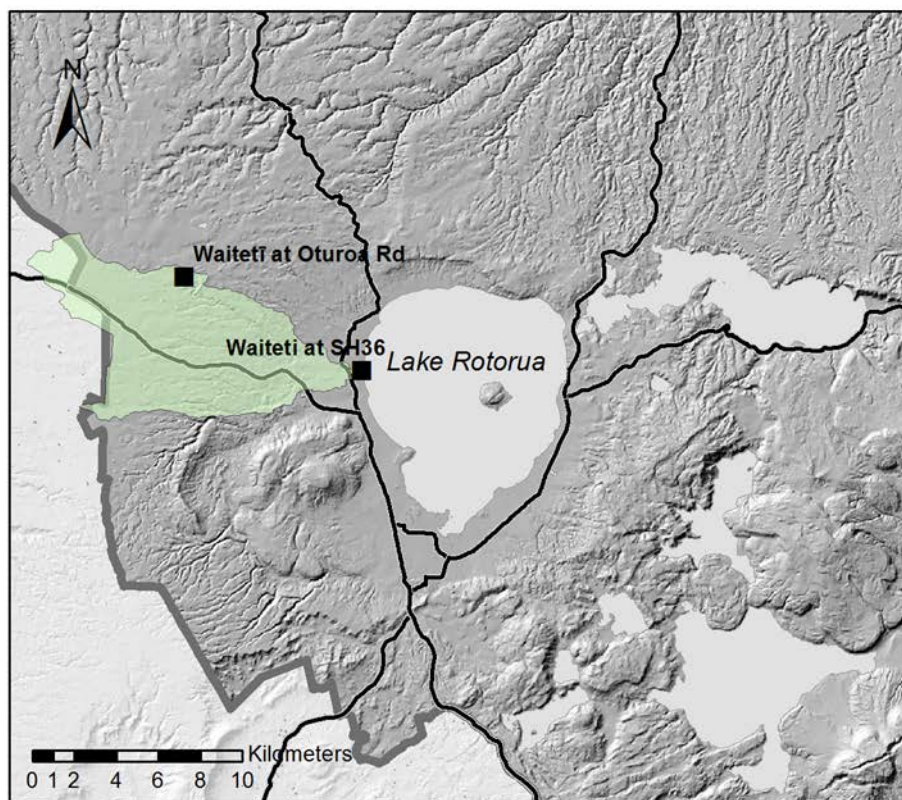 N
Waitetī at Oturoa Rd
Waiteti at SH36
Lake Rotorua
Kilometers
0 1 2 4 6 8 10